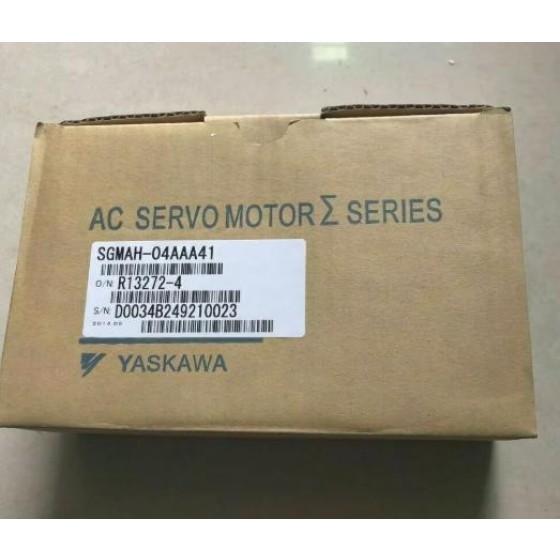 AC SERVO MOTOR Σ SERIES
SGMAH-04AAA41
O/N: R13272-4
S/N: D0034B249210023
YASKAWA